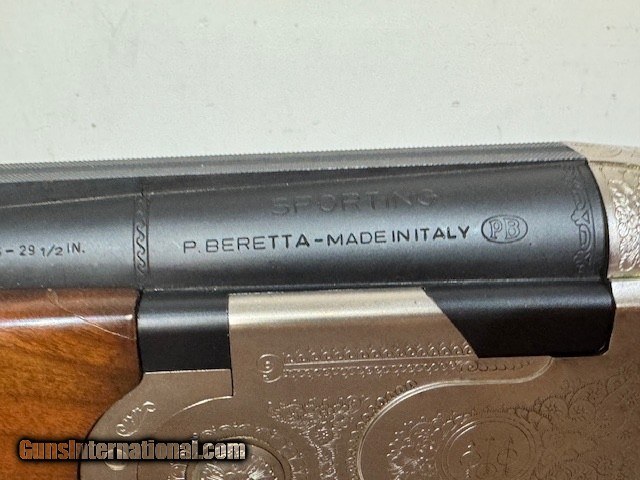 SPORTING
- 29 1/2 IN.
P. BERETTA - MADE IN ITALY PB
GunsInternational.com